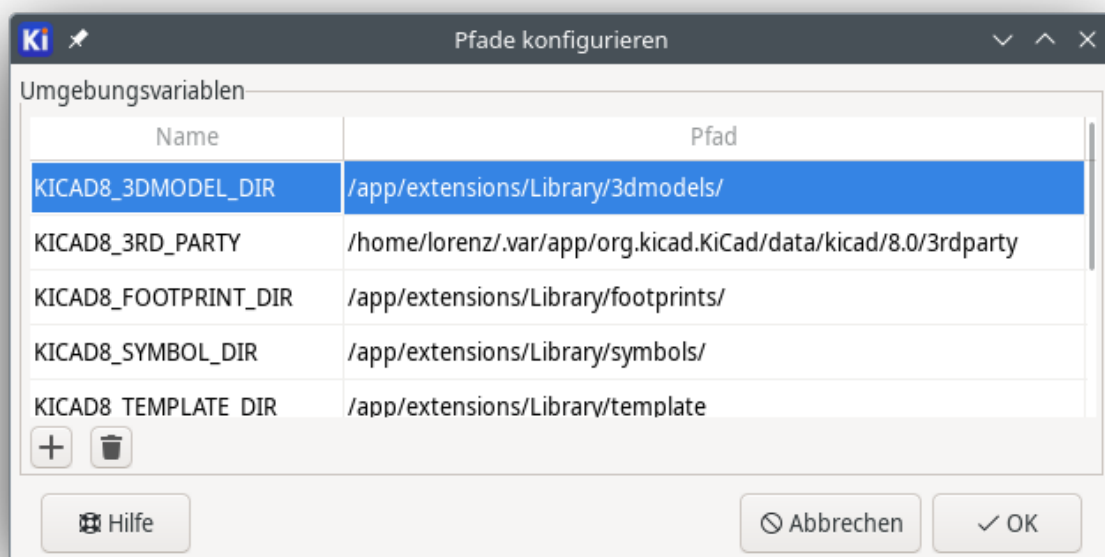 Ki Pfade konfigurieren
Umgebungsvariablen
Name Pfad
KICAD8_3DMODEL_DIR /app/extensions/Library/3dmodels/
KICAD8_3RD_PARTY /home/lorenz/.var/app/org.kicad.KiCad/data/kicad/8.0/3rdparty
KICAD8_FOOTPRINT_DIR /app/extensions/Library/footprints/
KICAD8_SYMBOL_DIR /app/extensions/Library/symbols/
KICAD8_TEMPLATE_DIR /app/extensions/Library/template
Hilfe Abbrechen OK